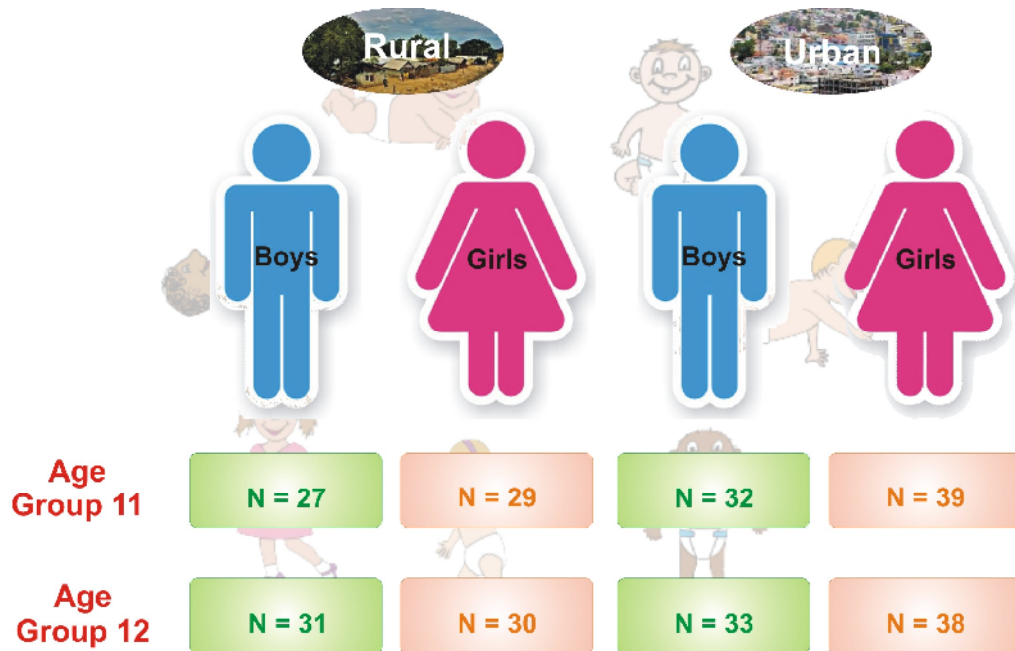 Rural
Urban
Boys
Girls
Boys
Girls
Age
Group 11
N = 27
N = 29
N = 32
N = 39
Age
Group 12
N = 31
N = 30
N = 33
N = 38